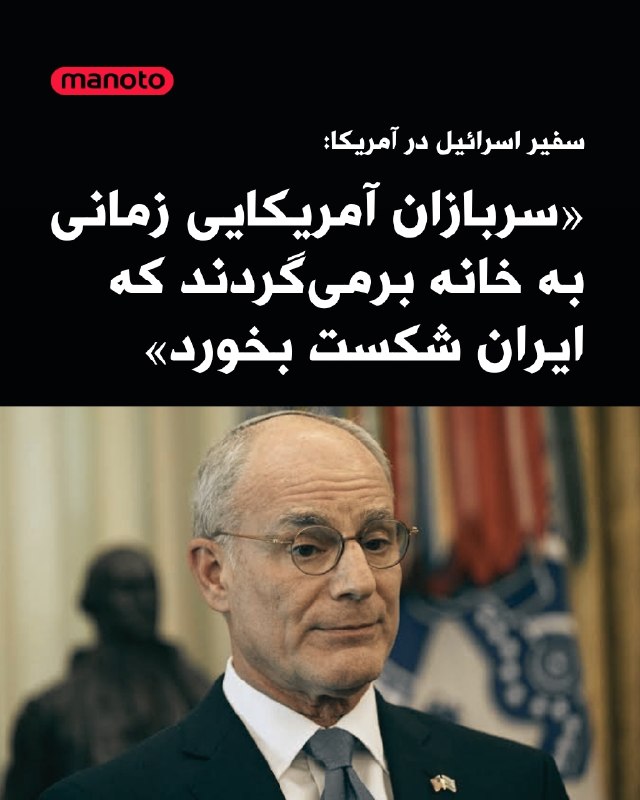 manoto
سفیر اسرائیل در آمریکا:
«سربازان آمریکایی زمانی
به خانه برمی‌گردند که
ایران شکست بخورد»